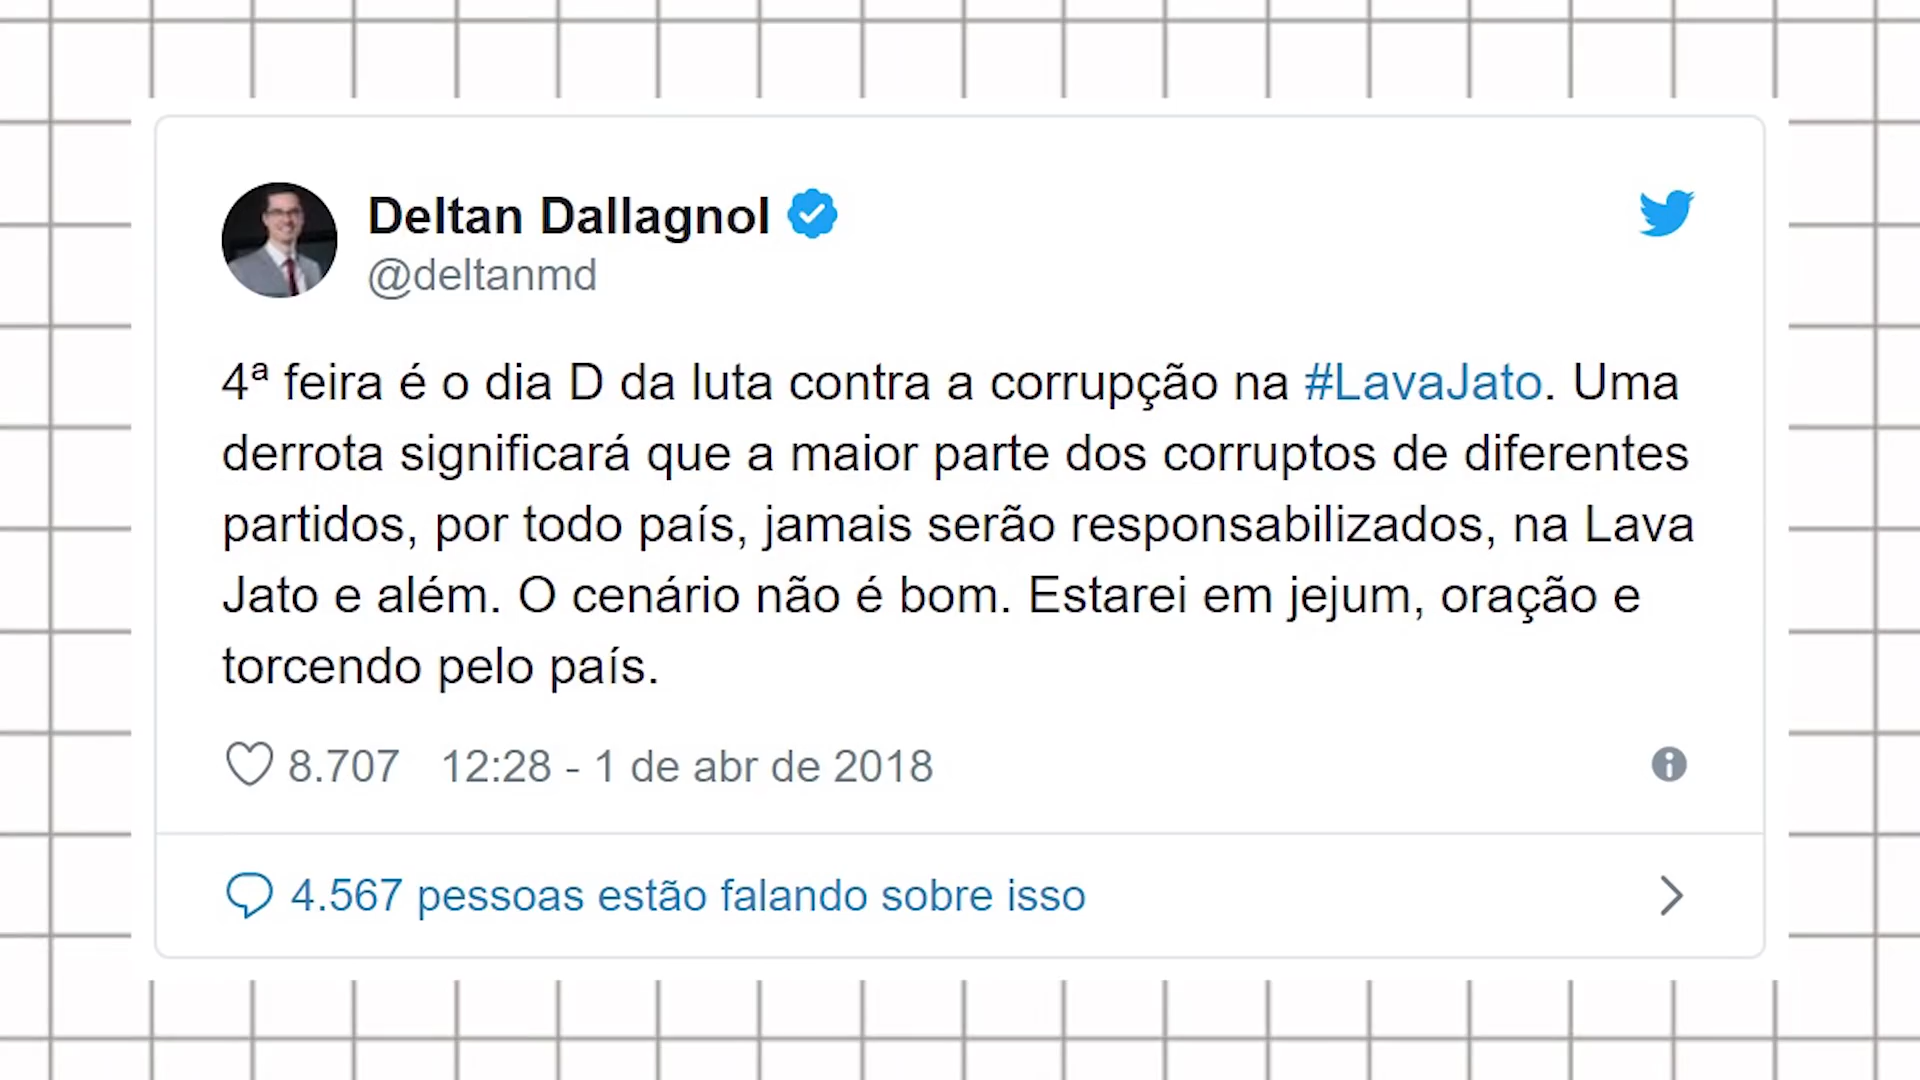 Deltan Dallagnol
@deltanmd
4ª feira é o dia D da luta contra a corrupção na #LavaJato. Uma
derrota significará que a maior parte dos corruptos de diferentes
partidos, por todo país, jamais serão responsabilizados, na Lava
Jato e além. O cenário não é bom. Estarei em jejum, oração e
torcendo pelo país.
8.707 12:28 - 1 de abr de 2018
4.567 pessoas estão falando sobre isso